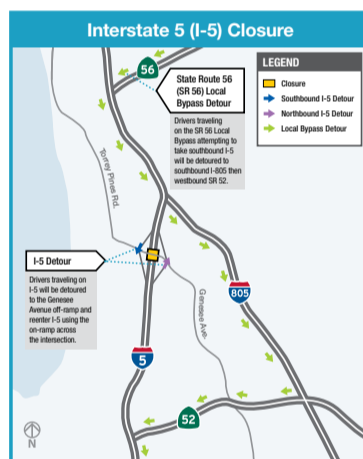 Interstate 5 (I-5) Closure
56
State Route 56
(SR 56) Local
Bypass Detour
Drivers traveling
on the SR 56 Local
Bypass attempting to
take southbound I-5
will be detoured to
southbound I-805 then
westbound SR 52.
LEGEND
Closure
Southbound I-5 Detour
Northbound I-5 Detour
Local Bypass Detour
Torrey Pines Rd.
I-5 Detour
Drivers traveling on
I-5 will be detoured
to the Genesee
Avenue off-ramp and
reenter I-5 using the
on-ramp across
the intersection.
Genesee Ave.
805
5
52
N